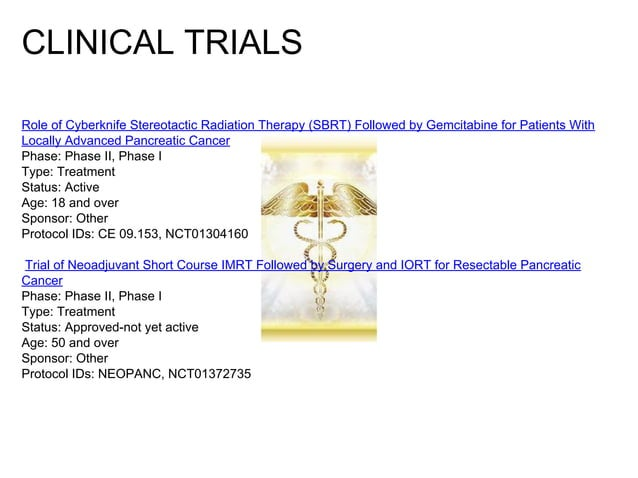 CLINICAL TRIALS
Role of Cyberknife Stereotactic Radiation Therapy (SBRT) Followed by Gemcitabine for Patients With
Locally Advanced Pancreatic Cancer
Phase: Phase II, Phase I
Type: Treatment
Status: Active
Age: 18 and over
Sponsor: Other
Protocol IDs: CE 09.153, NCT01304160
Trial of Neoadjuvant Short Course IMRT Followed by Surgery and IORT for Resectable Pancreatic
Cancer
Phase: Phase II, Phase I
Type: Treatment
Status: Approved-not yet active
Age: 50 and over
Sponsor: Other
Protocol IDs: NEOPANC, NCT01372735